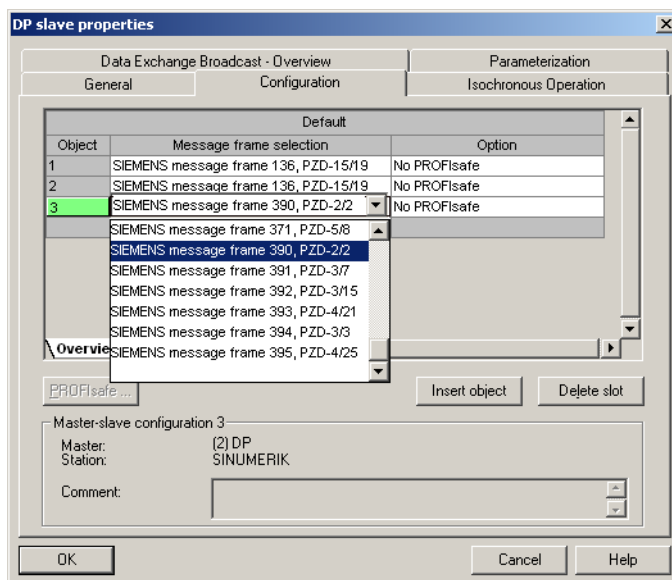 DP slave properties
Data Exchange Broadcast - Overview
Parameterization
General
Configuration
Isochronous Operation
Default
Object Message frame selection Option
1 SIEMENS message frame 136, PZD-15/19 No PROFIsafe
2 SIEMENS message frame 136, PZD-15/19 No PROFIsafe
3 SIEMENS message frame 390, PZD-2/2 No PROFIsafe
SIEMENS message frame 371, PZD-5/8
SIEMENS message frame 390, PZD-2/2
SIEMENS message frame 391, PZD-3/7
SIEMENS message frame 392, PZD-3/15
SIEMENS message frame 393, PZD-4/21
SIEMENS message frame 394, PZD-3/3
SIEMENS message frame 395, PZD-4/25
Overvie
PROFIsafe ...
Insert object
Delete slot
Master-slave configuration 3
Master: (2) DP
Station: SINUMERIK
Comment:
OK
Cancel
Help